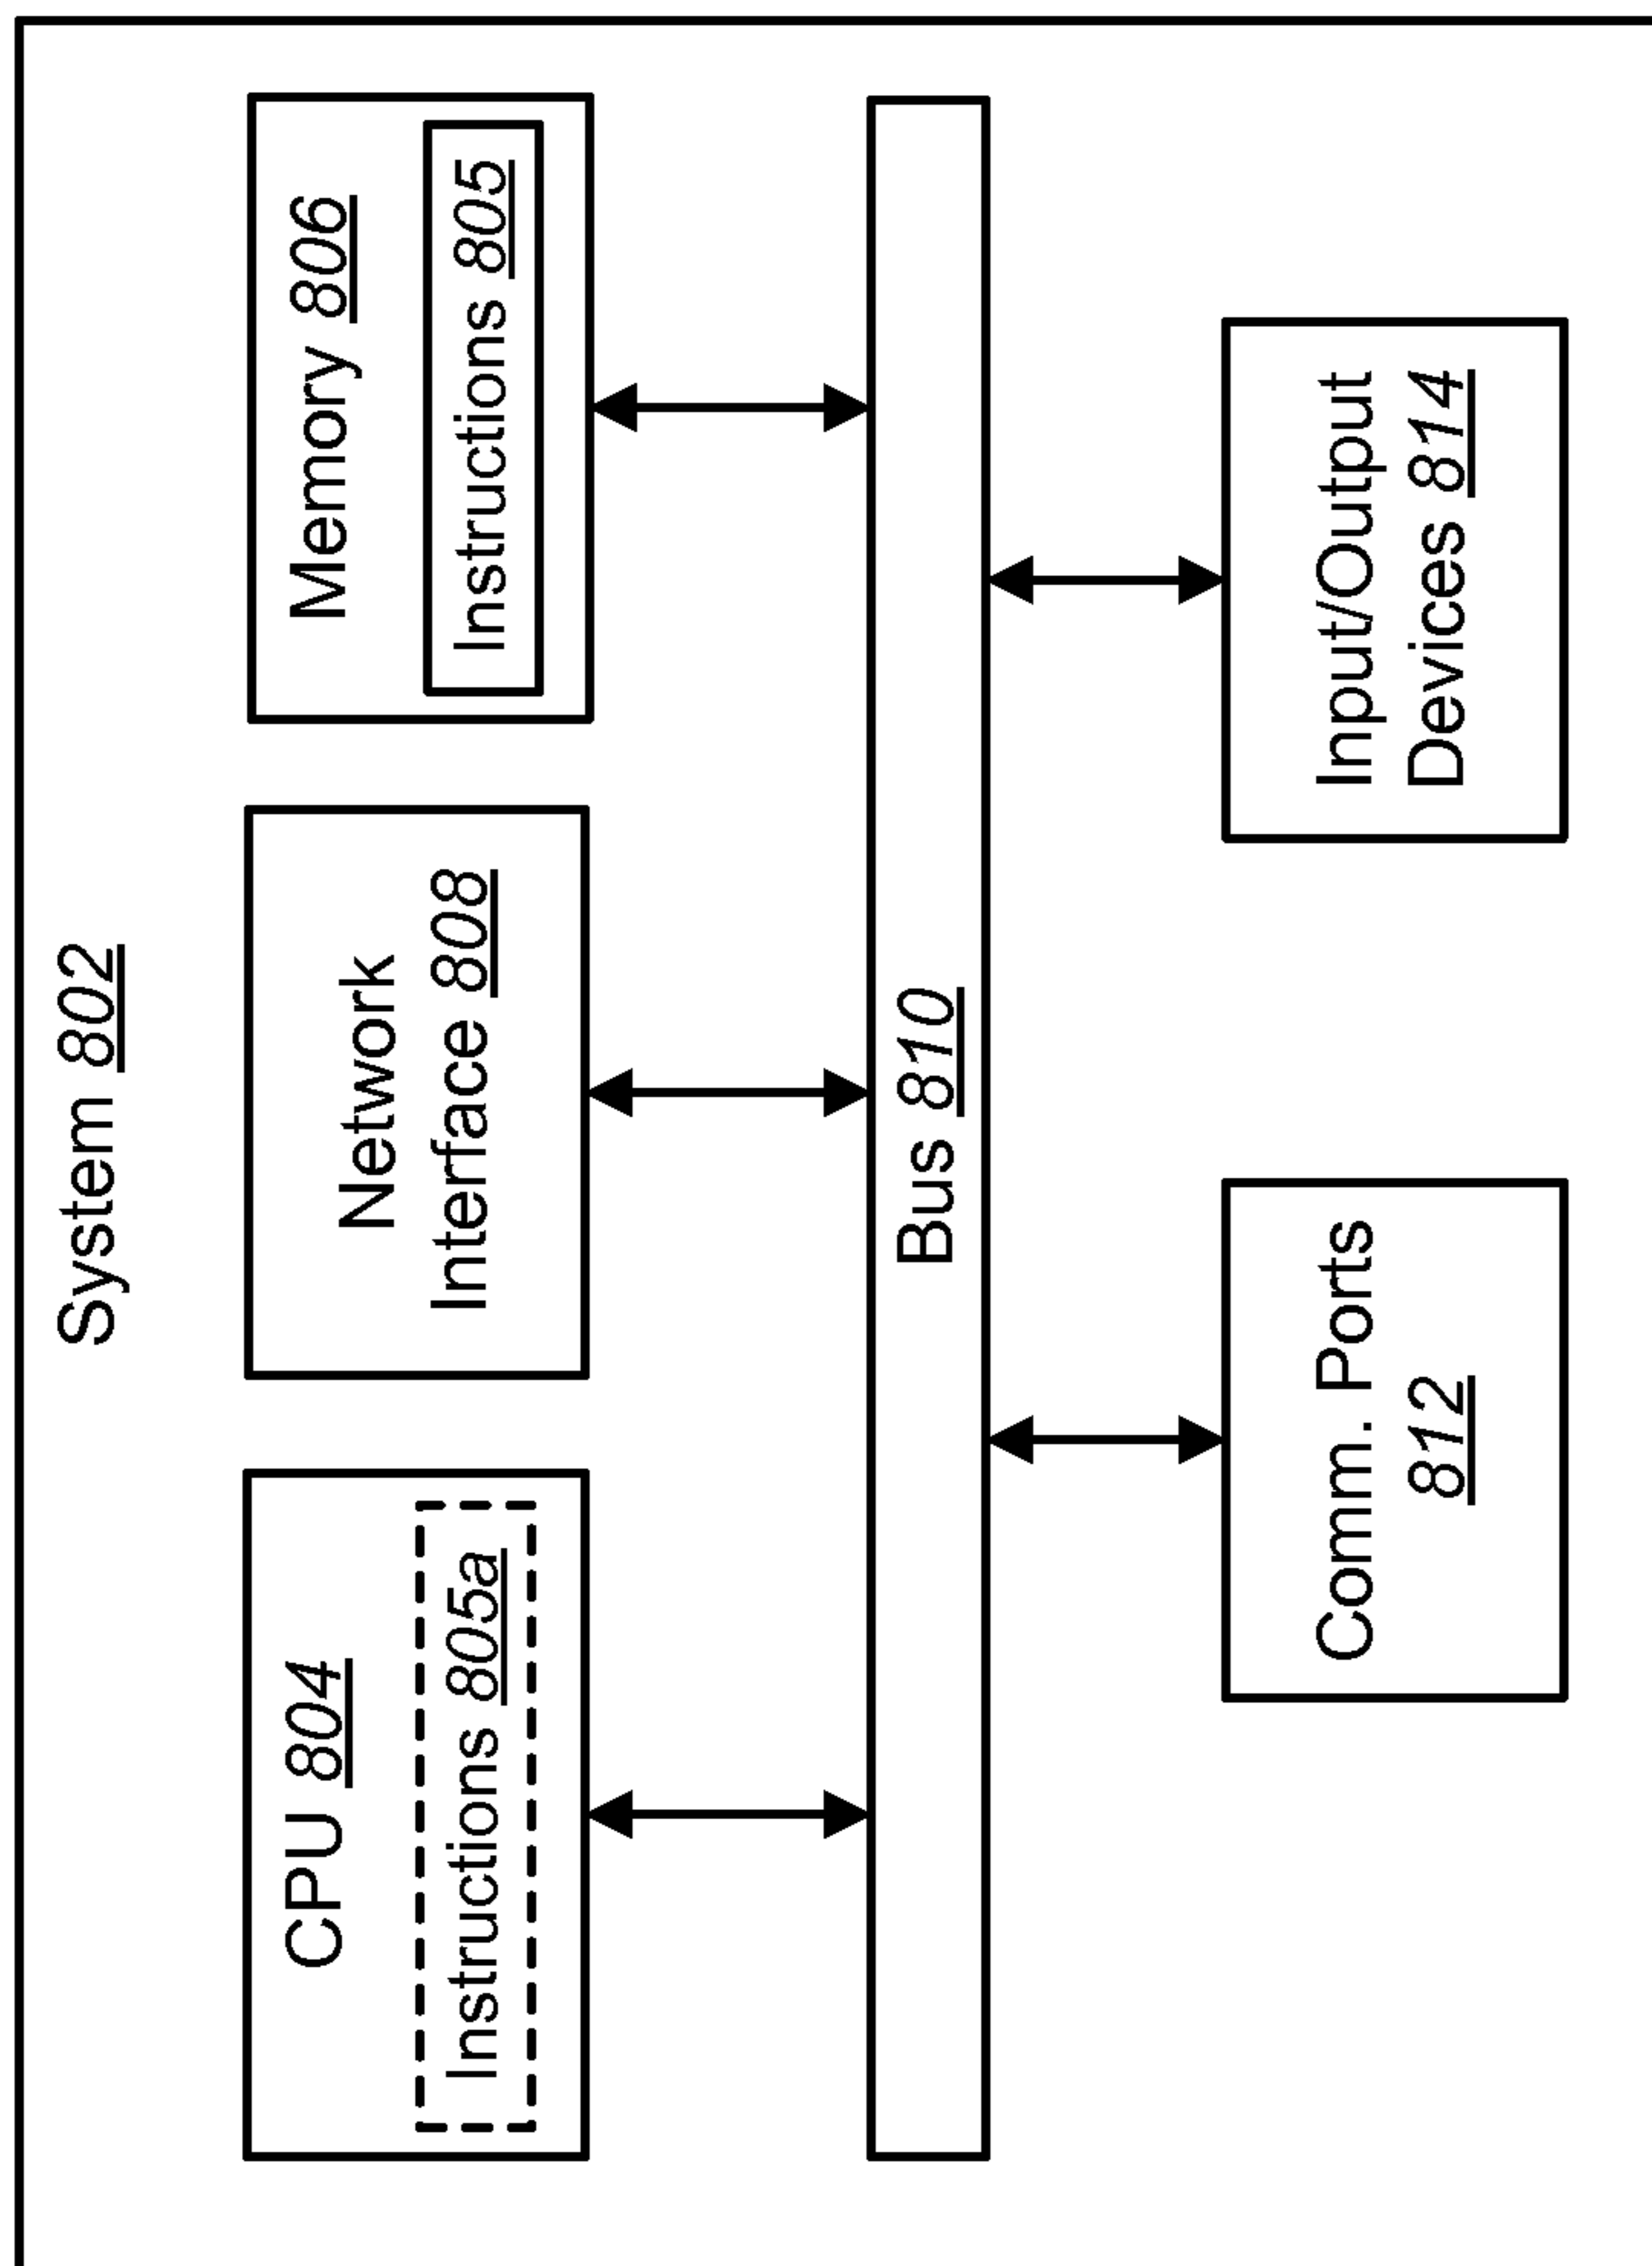 System 802
CPU 804
Instructions 805a
Network
Interface 808
Memory 806
Instructions 805
Bus 810
Comm. Ports
812
Input/Output
Devices 814